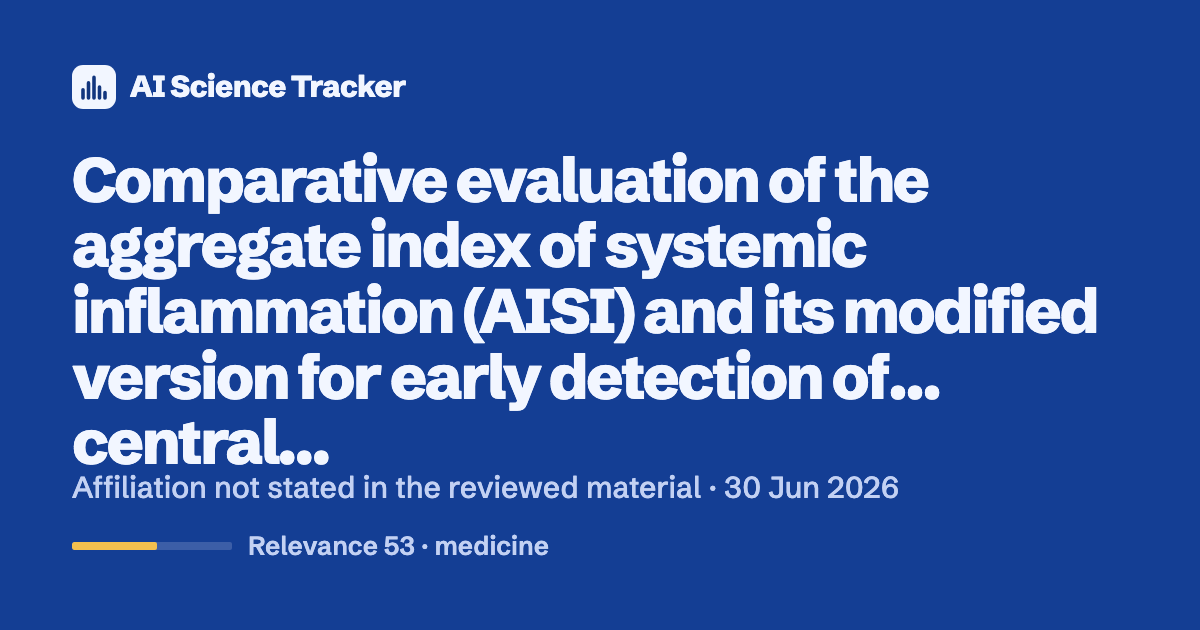 AI Science Tracker
Comparative evaluation of the
aggregate index of systemic
inflammation (AISI) and its modified
version for early detection of...
central...
Affiliation not stated in the reviewed material · 30 Jun 2026
Relevance 53 · medicine